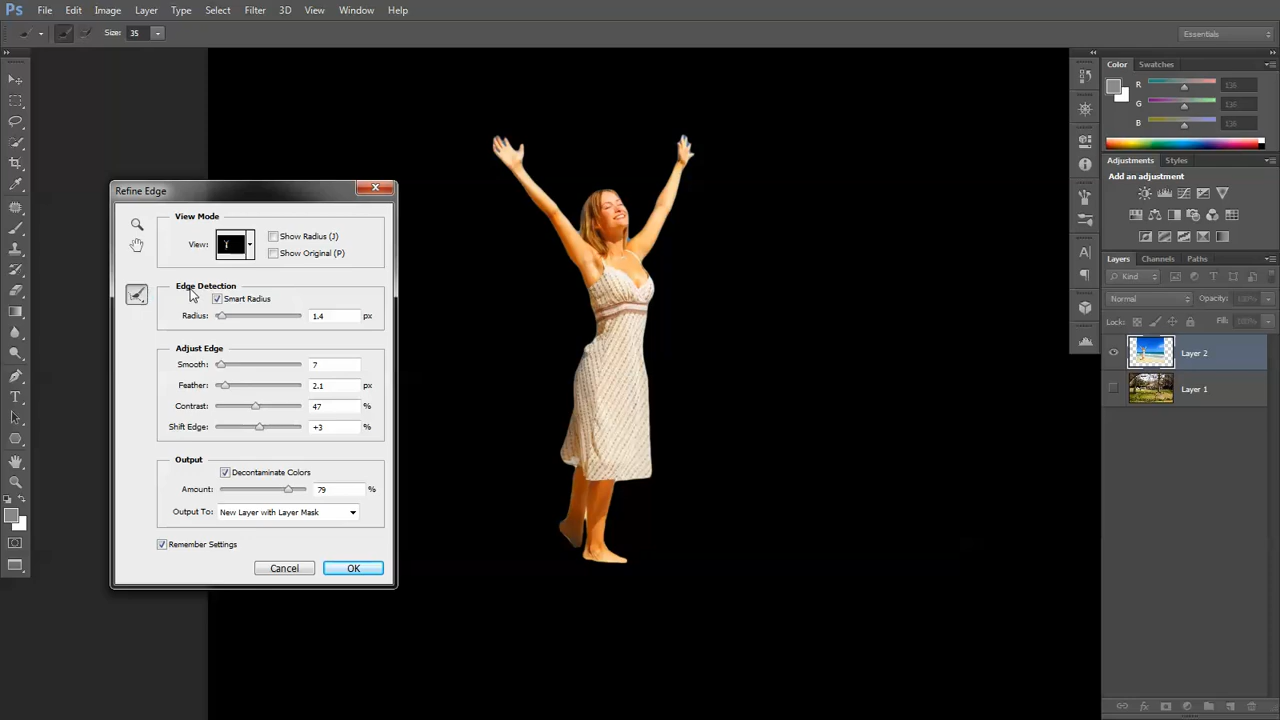 Ps File Edit Image Layer Type Select Filter 3D View Window Help
Size: 35
Essentials
Color Swatches
R 136
G 136
B 136
Adjustments Styles
Add an adjustment
Layers Channels Paths
Kind
Normal Opacity: 100%
Lock: Fill: 100%
Layer 2
Layer 1
Refine Edge
View Mode
View: Show Radius (J)
Show Original (P)
Edge Detection
Smart Radius
Radius: 1.4 px
Adjust Edge
Smooth: 7
Feather: 2.1 px
Contrast: 47 %
Shift Edge: +3 %
Output
Decontaminate Colors
Amount: 79 %
Output To: New Layer with Layer Mask
Remember Settings
Cancel OK